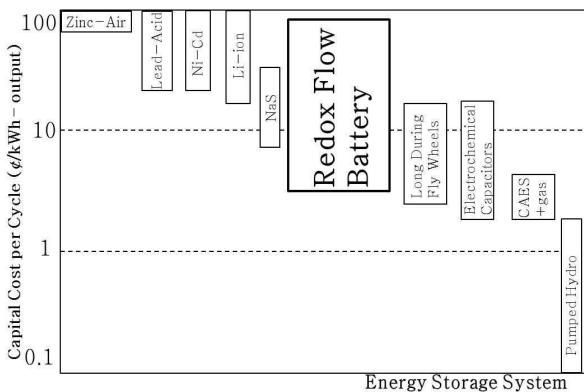 Capital Cost per Cycle (¢/kWh－output)
100
10
1
0.1
Zinc-Air
Lead-Acid
Ni-Cd
Li-ion
NaS
Redox Flow
Battery
Long During
Fly Wheels
Electrochemical
Capacitors
CAES
+gas
Pumped Hydro
Energy Storage System